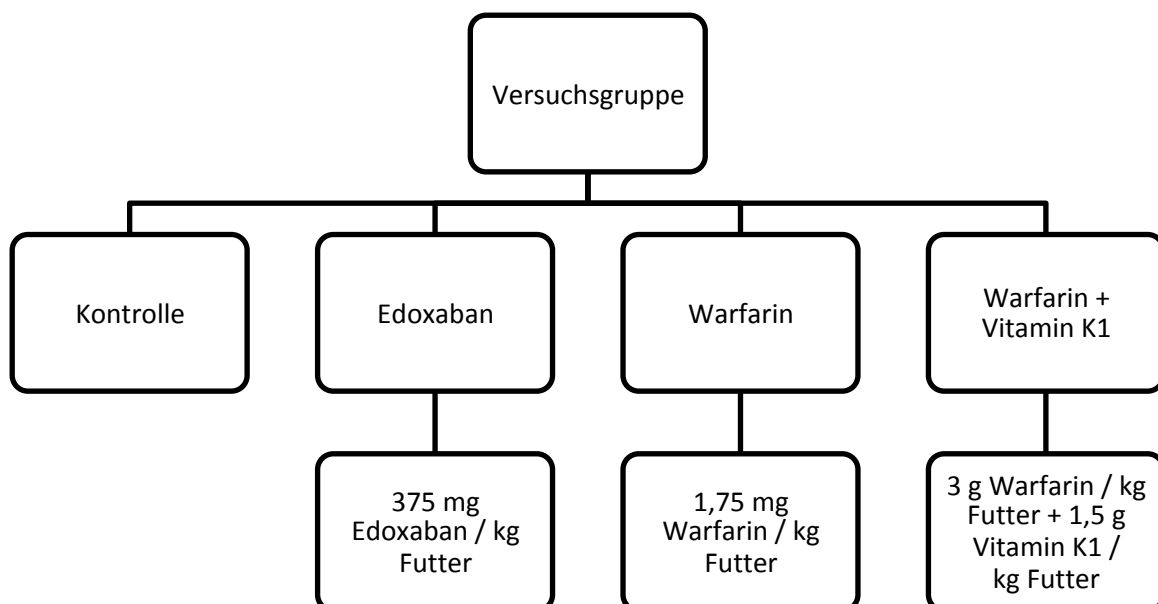 Versuchsgruppe
Kontrolle
Edoxaban
Warfarin
Warfarin +
Vitamin K1
375 mg
Edoxaban / kg
Futter
1,75 mg
Warfarin / kg
Futter
3 g Warfarin / kg
Futter + 1,5 g
Vitamin K1 /
kg Futter